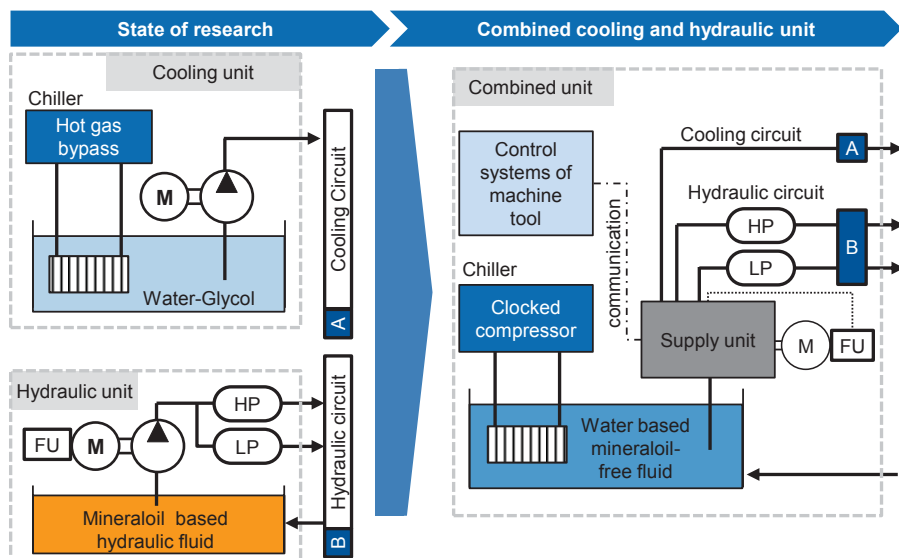 State of research
Combined cooling and hydraulic unit
Cooling unit
Chiller
Hot gas
bypass
M
Water-Glycol
Cooling Circuit
A
Hydraulic unit
FU
M
HP
LP
Mineraloil based
hydraulic fluid
Hydraulic circuit
B
Combined unit
Control
systems of
machine
tool
communication
Cooling circuit
A
Hydraulic circuit
HP
LP
B
Chiller
Clocked
compressor
Supply unit
M
FU
Water based
mineraloil-
free fluid